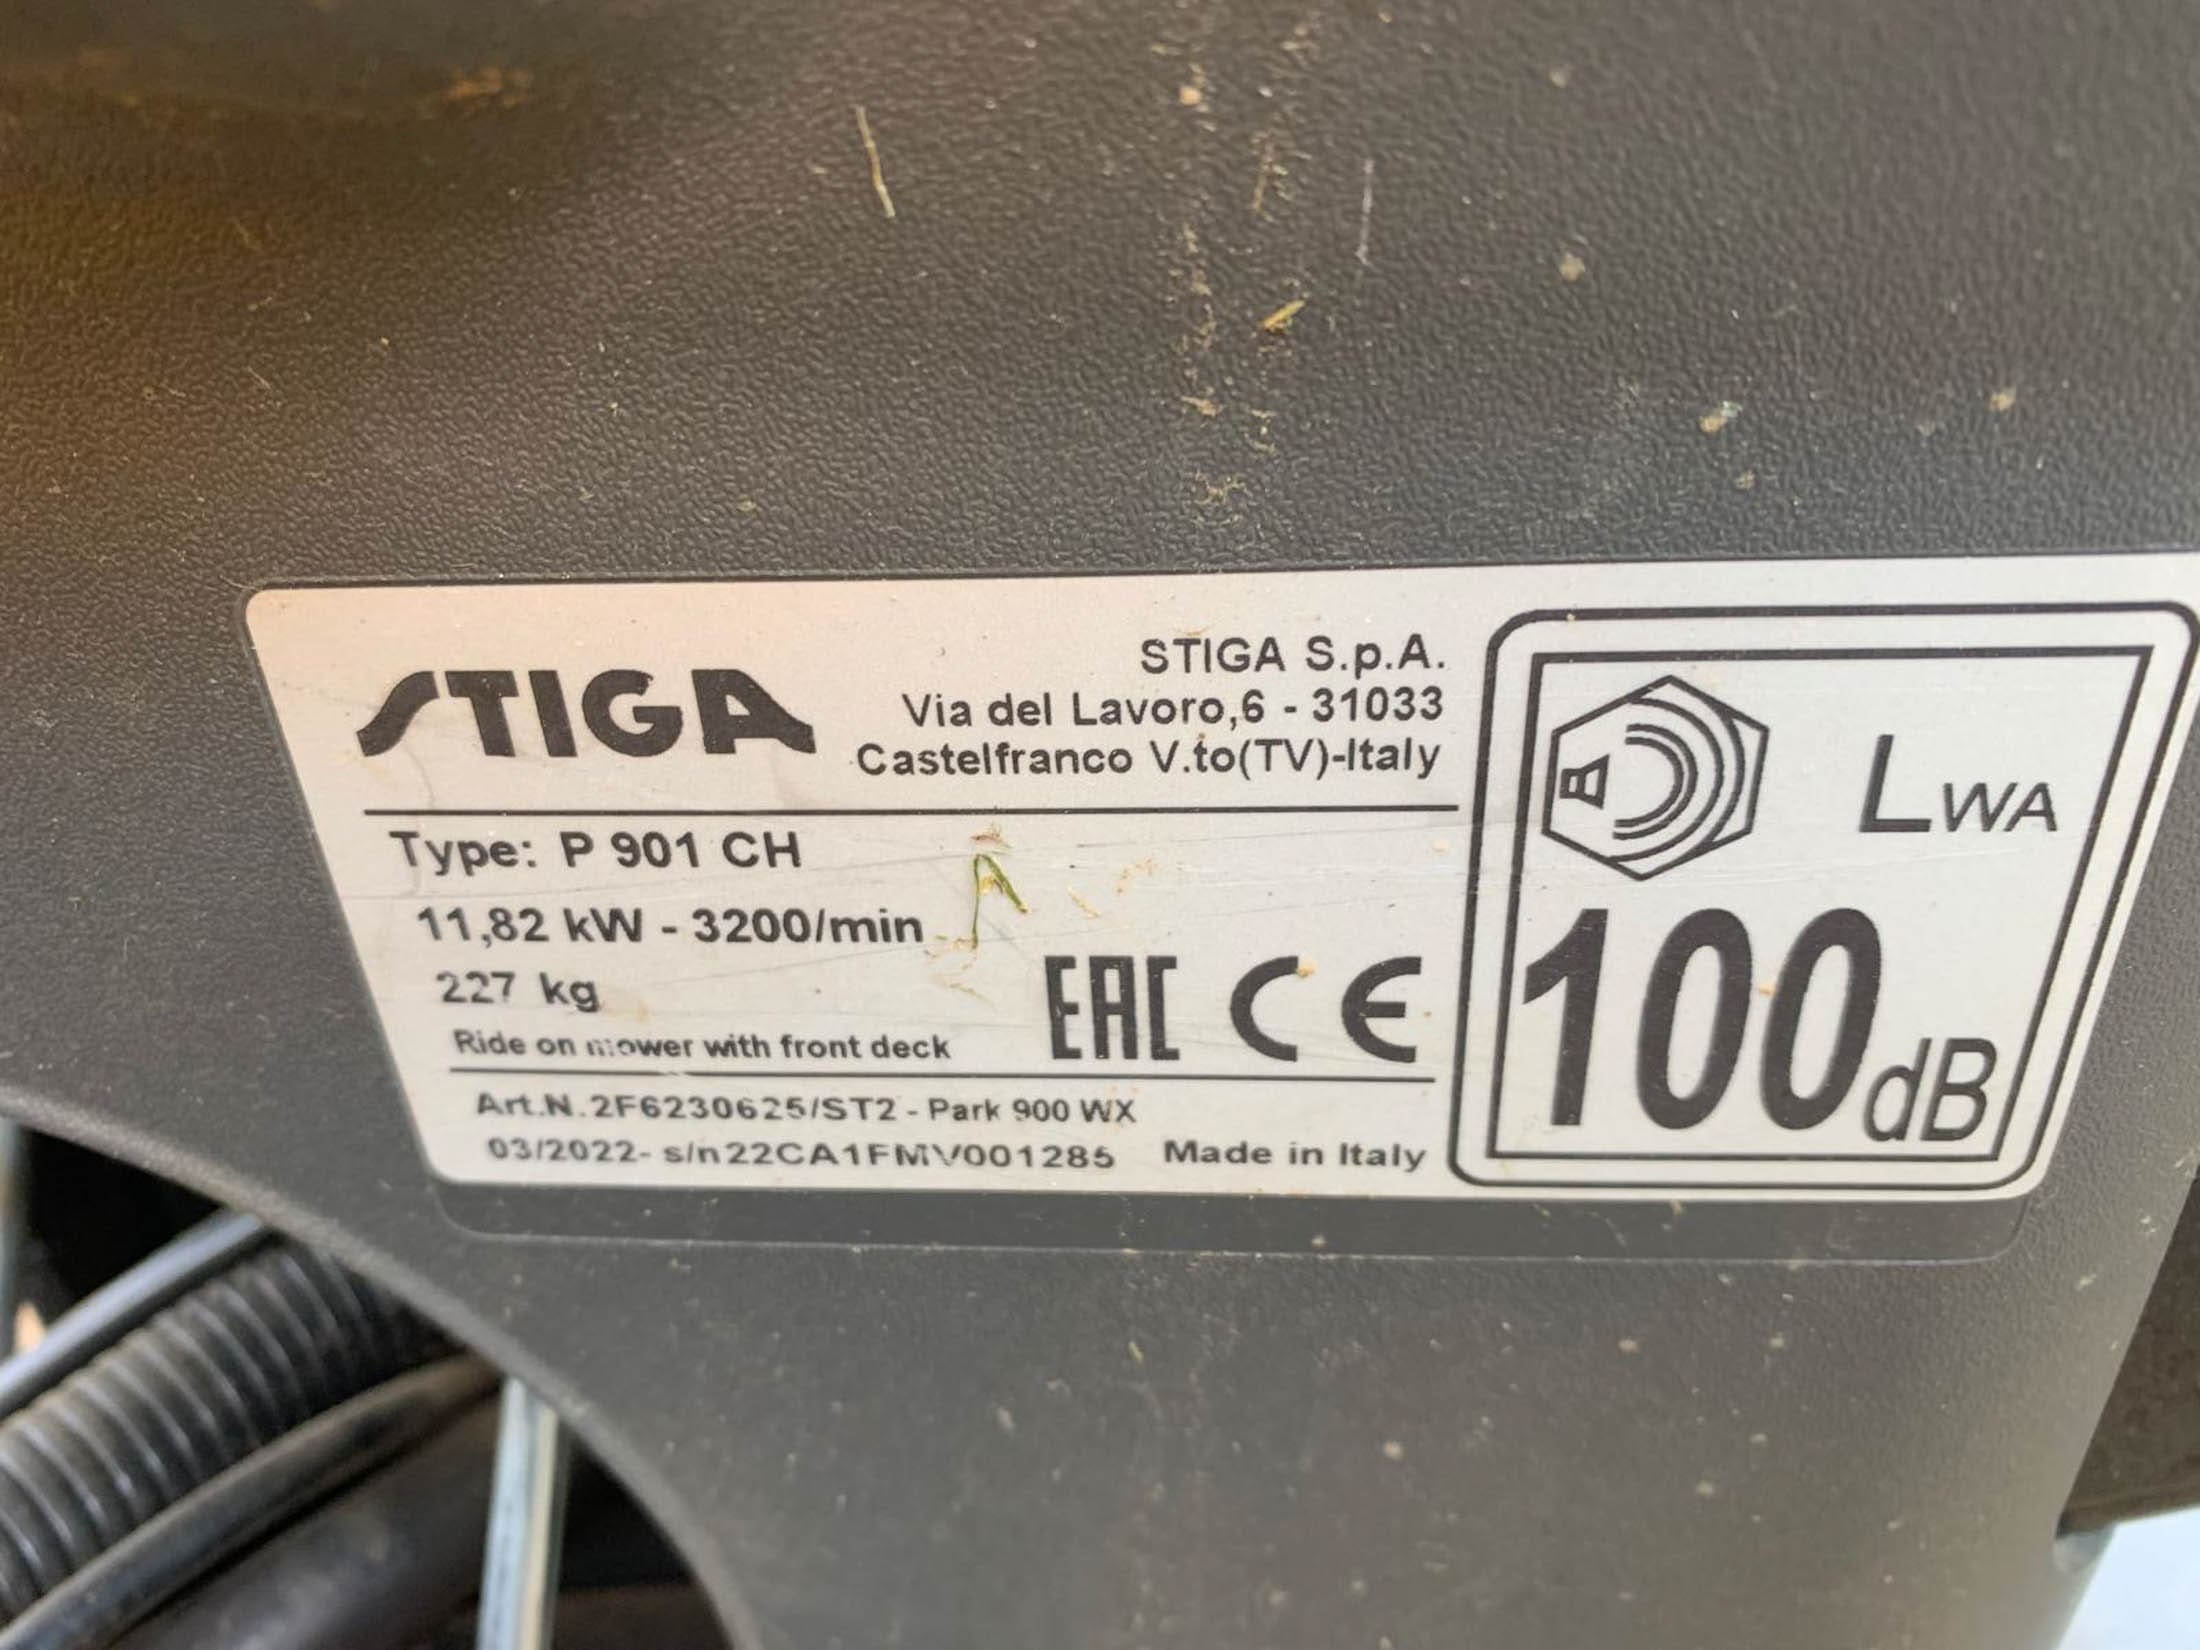 STIGA
STIGA S.p.A.
Via del Lavoro,6 - 31033
Castelfranco V.to(TV)-Italy
Type: P 901 CH
11,82 kW - 3200/min
227 kg
Ride on mower with front deck
EAC CE
Art.N.2F6230625/ST2 - Park 900 WX
03/2022- s/n22CA1FMV001285 Made in Italy
LWA
100dB